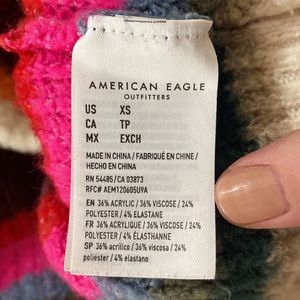 AMERICAN EAGLE
OUTFITTERS
US XS
CA TP
MX EXCH
MADE IN CHINA / FABRIQUÉ EN CHINE /
HECHO EN CHINA
RN 54485/CA 03873
RFC# AEM120605U9A
EN 36% ACRYLIC / 36% VISCOSE / 24%
POLYESTER / 4% ELASTANE
FR 36% ACRYLIQUE / 36% VISCOSE / 24%
POLYESTER / 4% ÉLASTHANNE
SP 36% acrílico / 36% viscosa / 24%
poliéster / 4% elastano